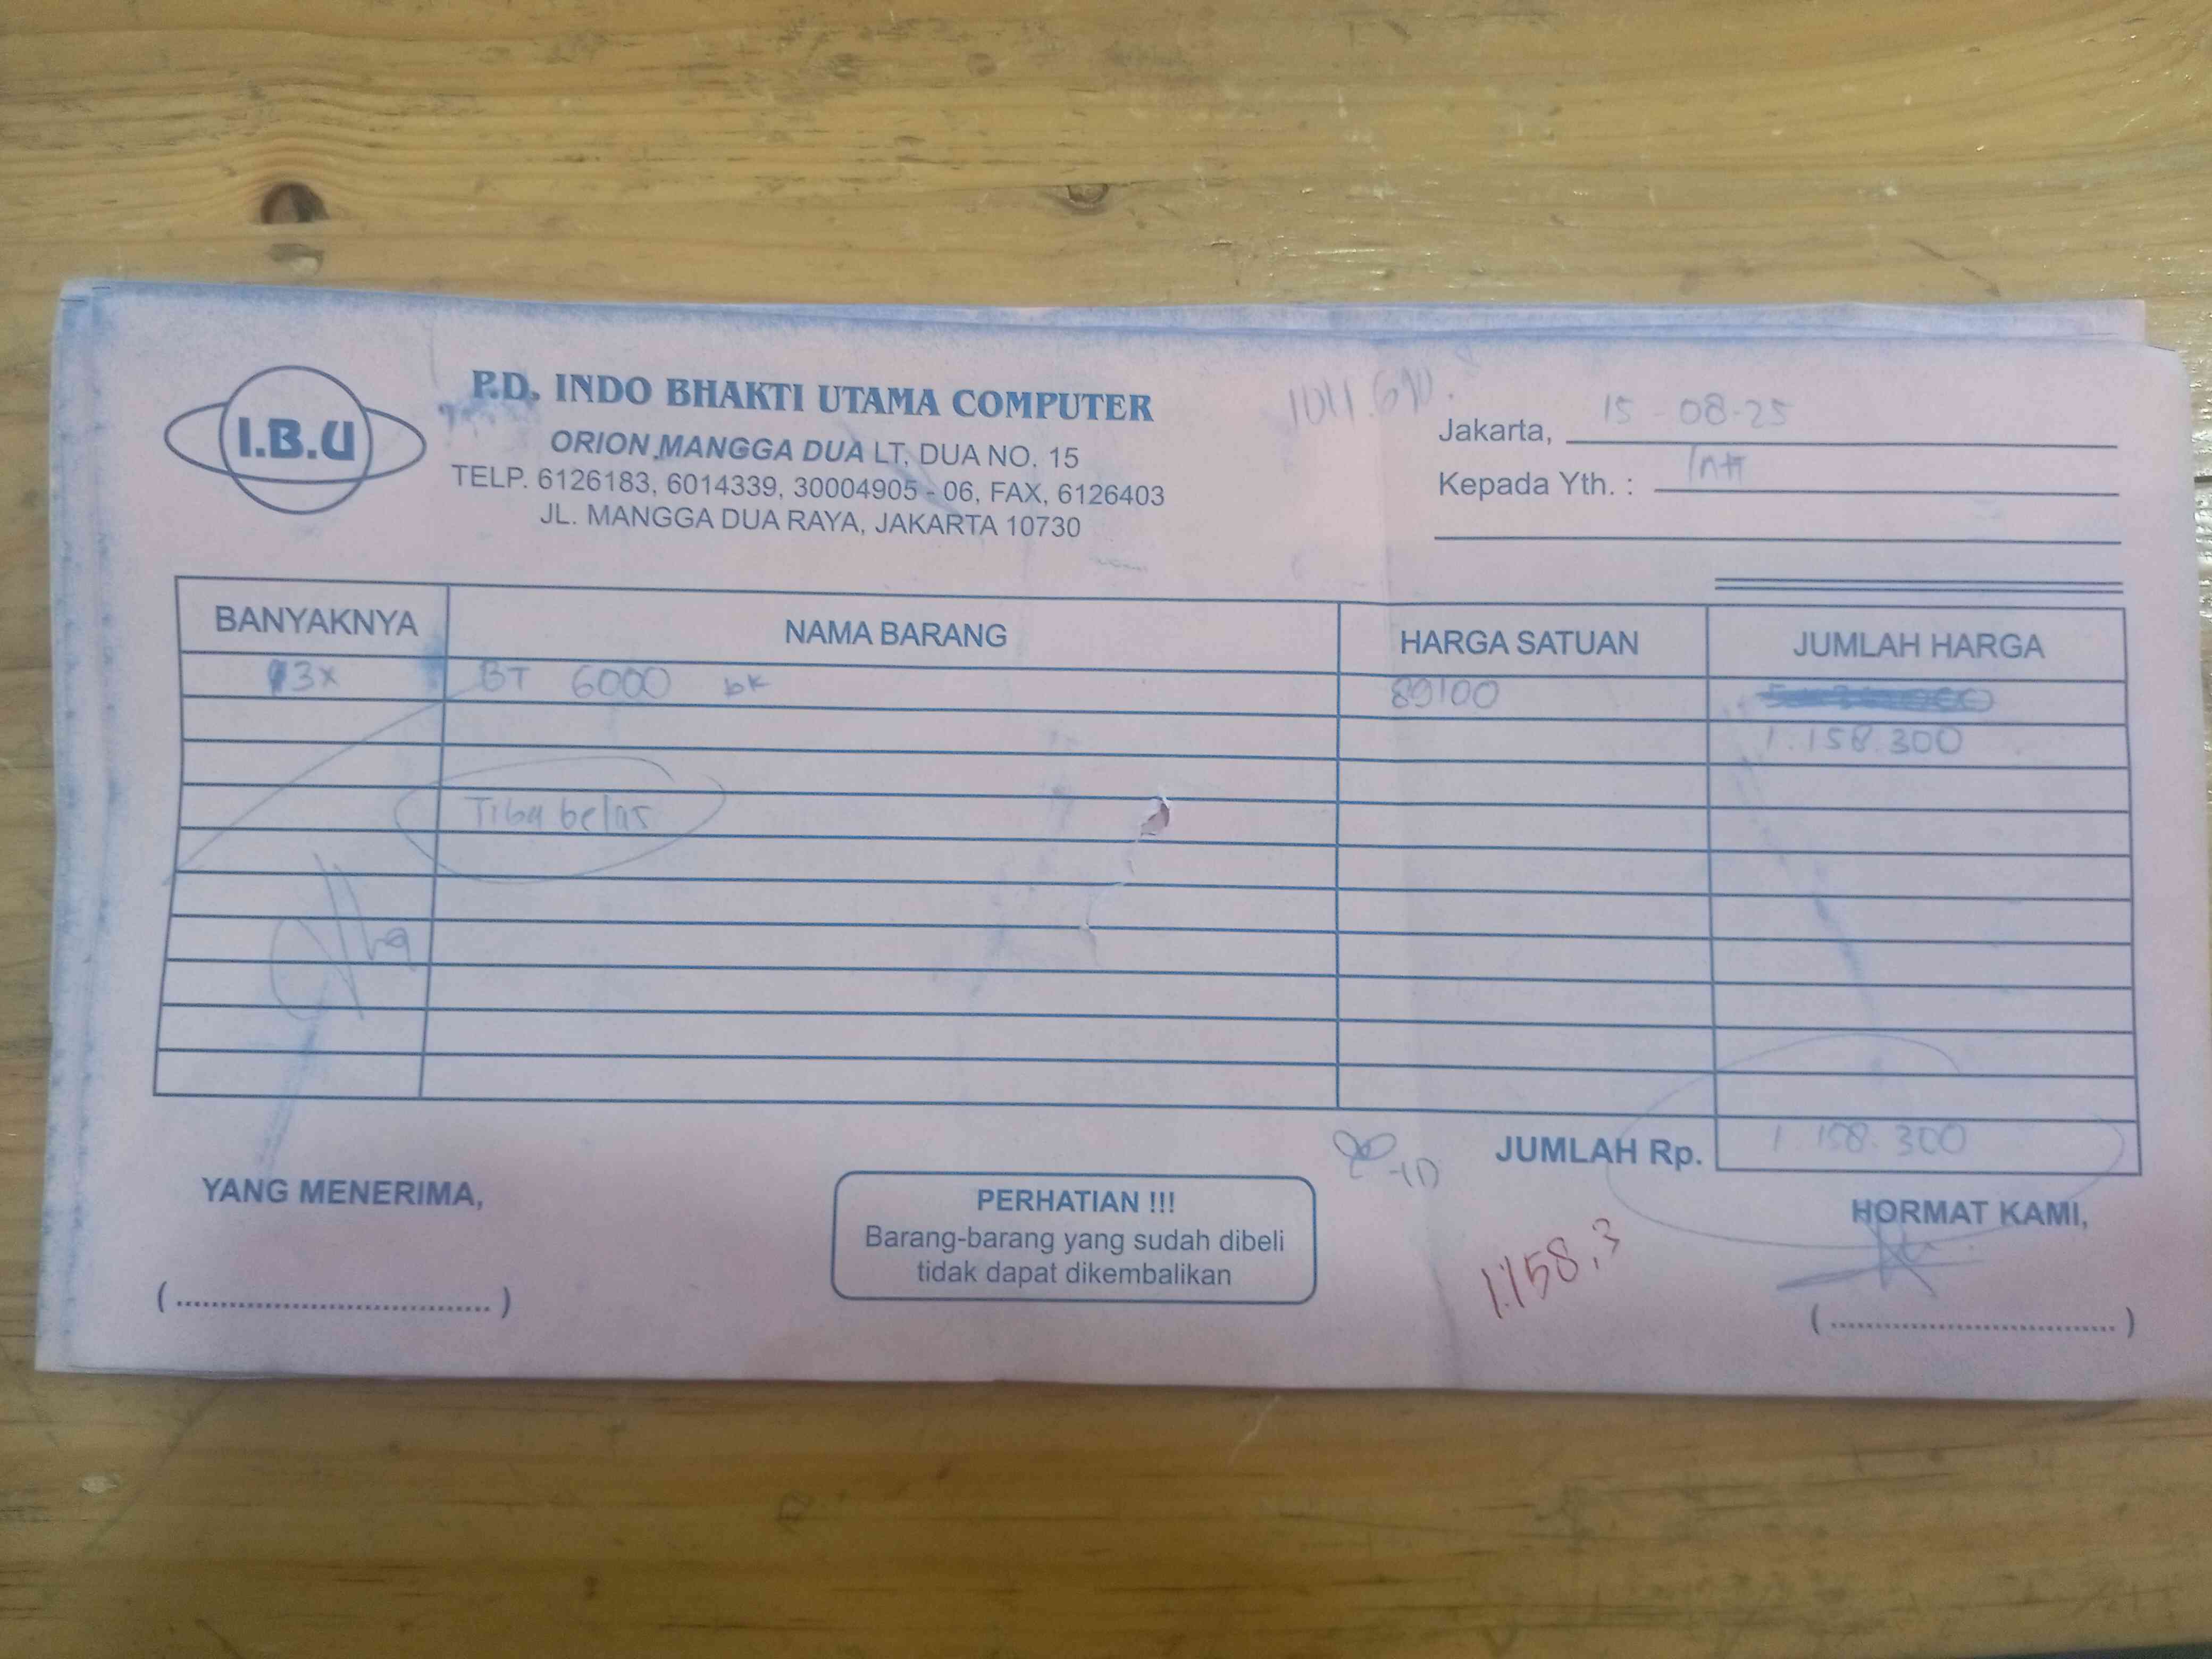 I.B.U
P.D. INDO BHAKTI UTAMA COMPUTER
ORION MANGGA DUA LT, DUA NO. 15
TELP. 6126183, 6014339, 30004905 - 06, FAX, 6126403
JL. MANGGA DUA RAYA, JAKARTA 10730
Jakarta, 15-08-25
Kepada Yth. :
BANYAKNYA NAMA BARANG HARGA SATUAN JUMLAH HARGA
13x BT 6000 bk 89100
1.158.300
Tiga belas
JUMLAH Rp. 1.158.300
YANG MENERIMA,
PERHATIAN !!!
Barang-barang yang sudah dibeli
tidak dapat dikembalikan
1.158,3
HORMAT KAMI,
(....................................)
(....................................)